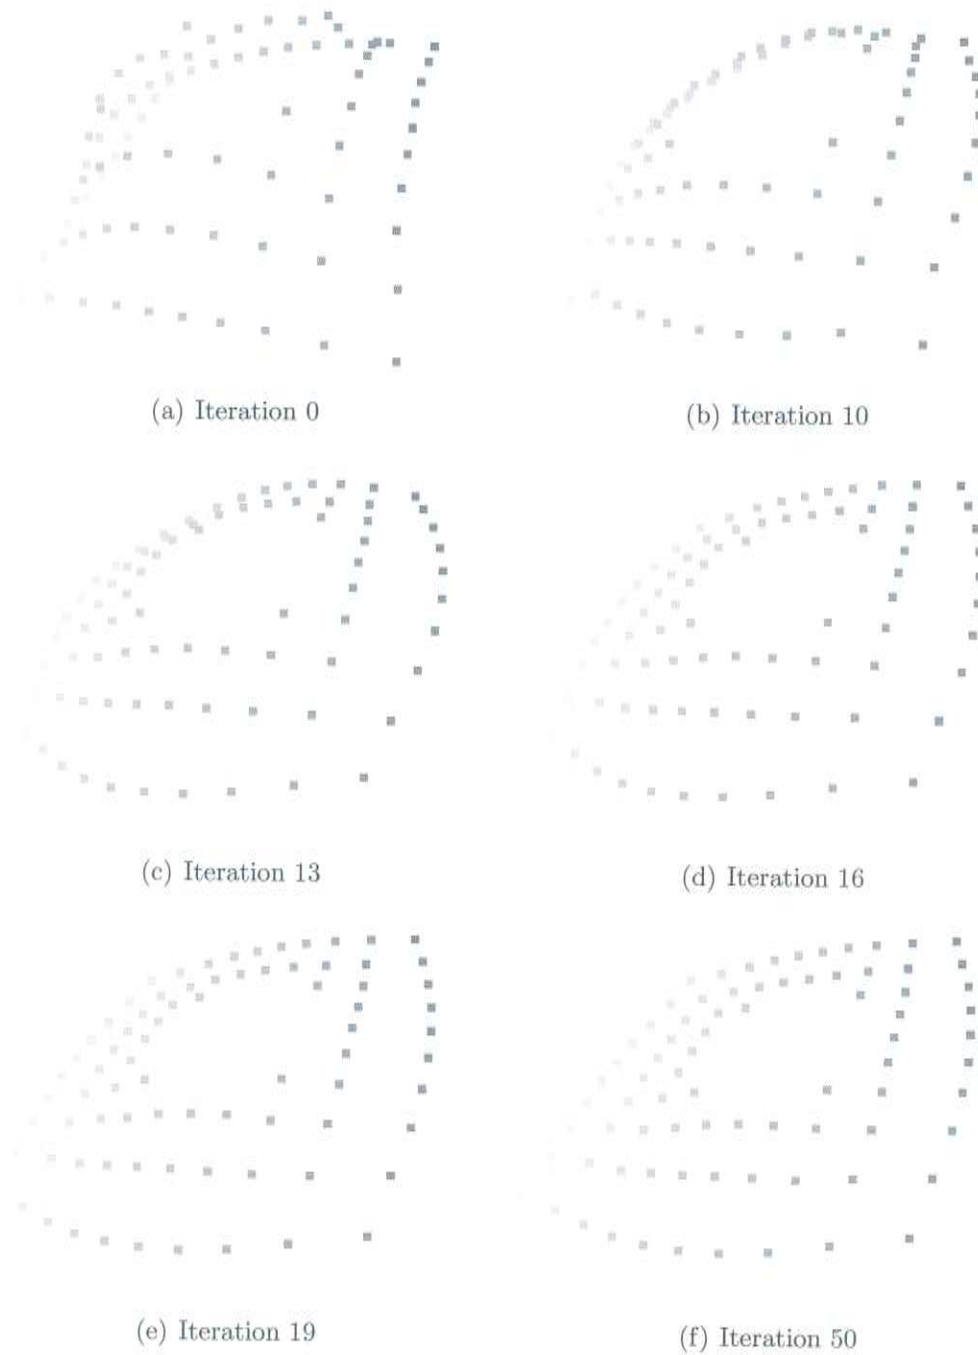 (a) Iteration 0
(b) Iteration 10
(c) Iteration 13
(d) Iteration 16
(e) Iteration 19
(f) Iteration 50